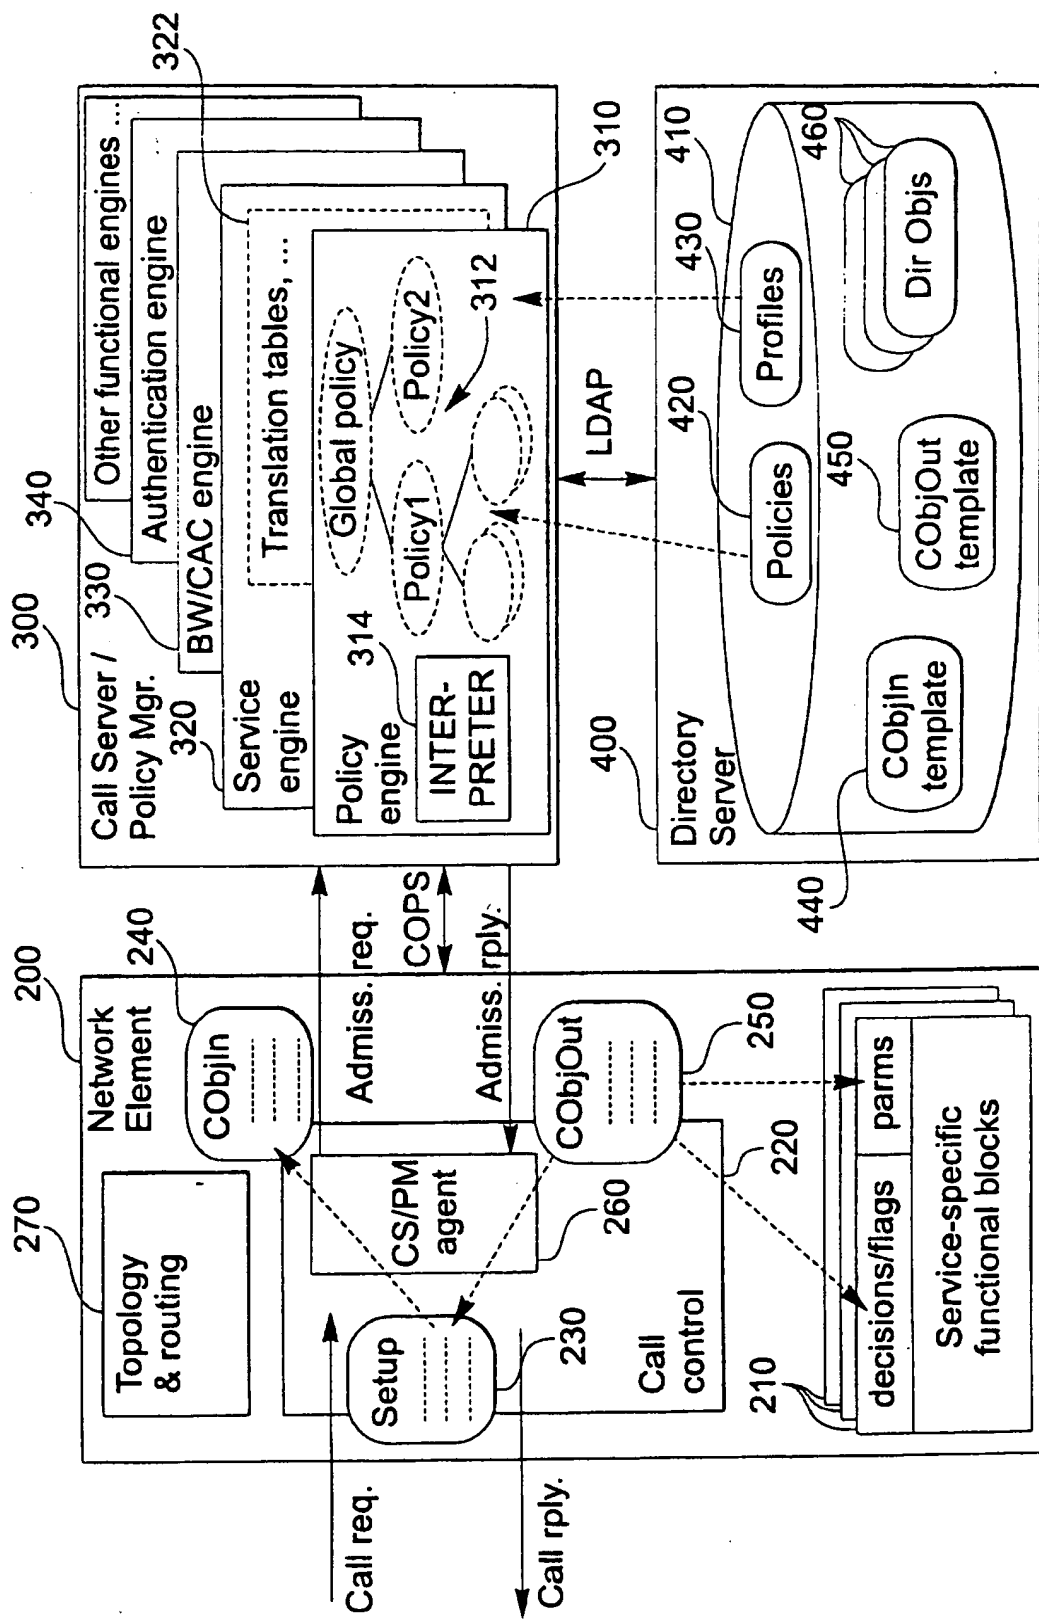 200
Network
Element
270
Topology
& routing
240
CObjIn
Call req.
Setup
230
Call rply.
CS/PM
agent
260
Call
control
220
CObjOut
250
210
decisions/flags
parms
Service-specific
functional blocks
Admiss. req.
COPS
Admiss. rply.
300
Call Server /
Policy Mgr.
320
330
340
Other functional engines ...
Authentication engine
BW/CAC engine
Service
engine
Translation tables, ...
322
Policy
engine
314
INTER-
PRETER
Global policy
Policy1
Policy2
312
310
LDAP
400
Directory
Server
410
420
Policies
430
Profiles
440
CObjIn
template
450
CObjOut
template
460
Dir Objs